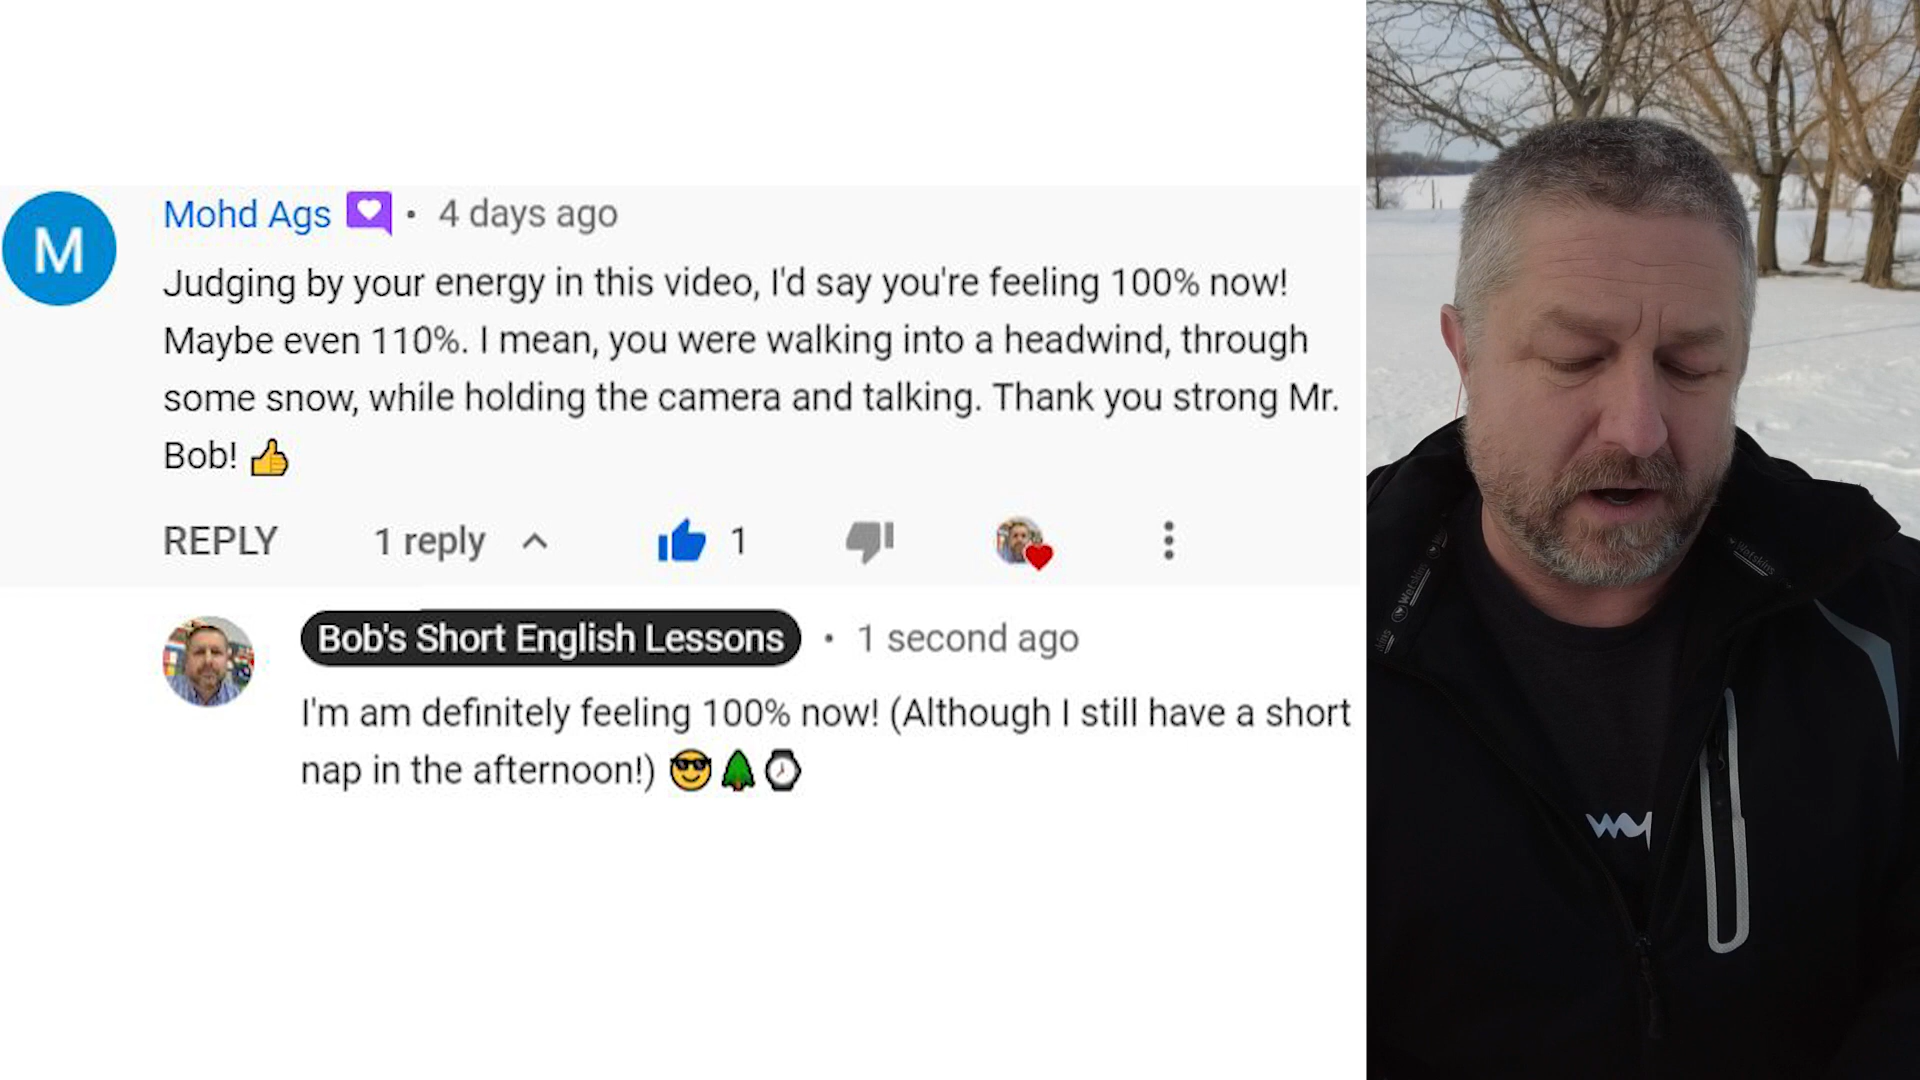 M
Mohd Ags • 4 days ago
Judging by your energy in this video, I'd say you're feeling 100% now!
Maybe even 110%. I mean, you were walking into a headwind, through
some snow, while holding the camera and talking. Thank you strong Mr.
Bob! 👍
REPLY 1 reply 1
Bob's Short English Lessons • 1 second ago
I'm am definitely feeling 100% now! (Although I still have a short
nap in the afternoon!) 😎🌲⌚
Watskins
Watskins